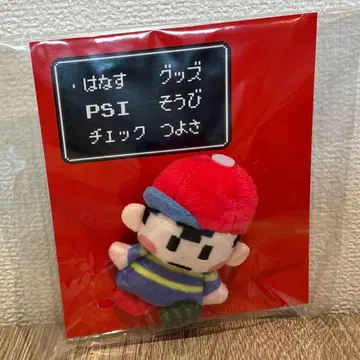 ・はなす グッズ
PSI そうび
チェック つよさ